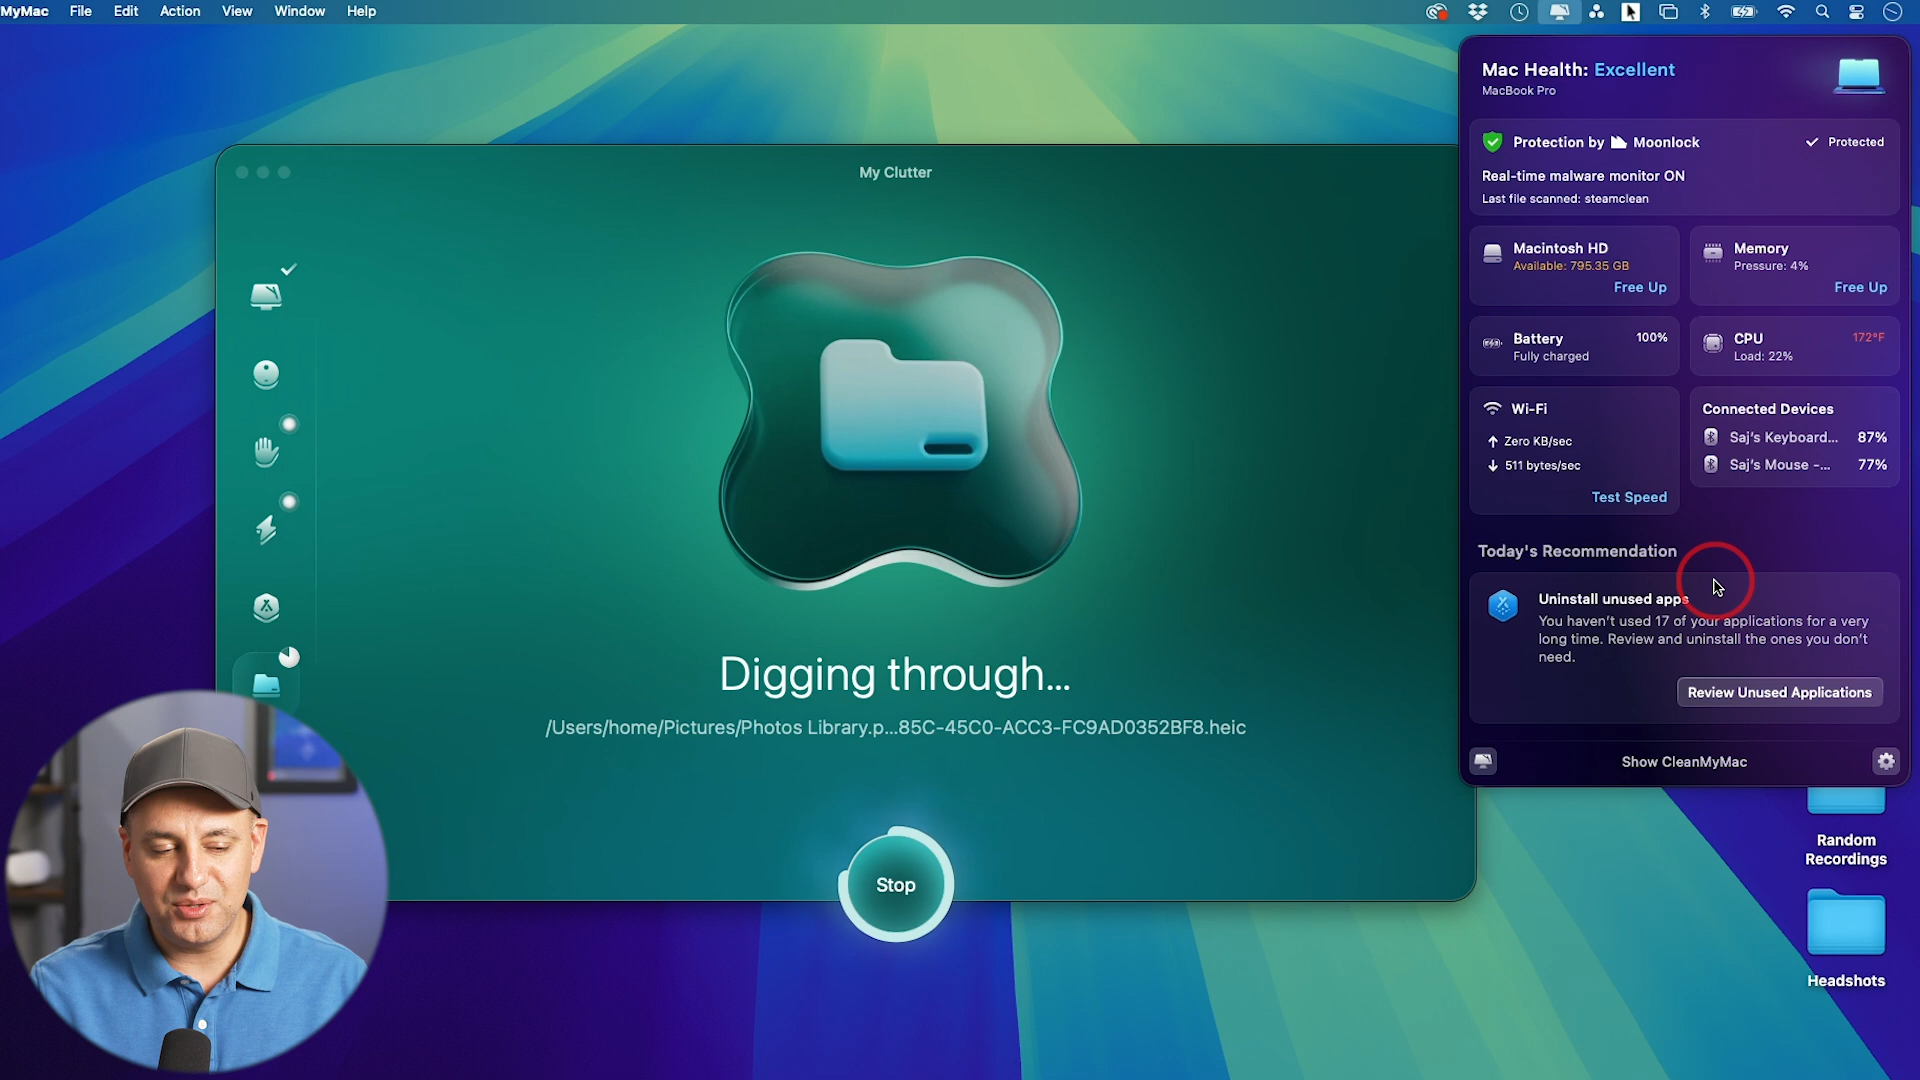 MyMac File Edit Action View Window Help
My Clutter
Digging through...
/Users/home/Pictures/Photos Library.p...85C-45C0-ACC3-FC9AD0352BF8.heic
Stop
Mac Health: Excellent
MacBook Pro
Protection by Moonlock
Protected
Real-time malware monitor ON
Last file scanned: steamclean
Macintosh HD
Available: 795.35 GB
Free Up
Memory
Pressure: 4%
Free Up
Battery 100%
Fully charged
CPU 172°F
Load: 22%
Wi-Fi
Zero KB/sec
511 bytes/sec
Test Speed
Connected Devices
Saj's Keyboard... 87%
Saj's Mouse -... 77%
Today's Recommendation
Uninstall unused apps
You haven't used 17 of your applications for a very
long time. Review and uninstall the ones you don't
need.
Review Unused Applications
Show CleanMyMac
Random
Recordings
Headshots